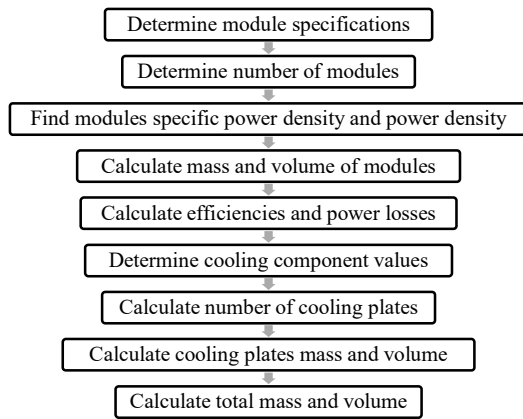 Determine module specifications
Determine number of modules
Find modules specific power density and power density
Calculate mass and volume of modules
Calculate efficiencies and power losses
Determine cooling component values
Calculate number of cooling plates
Calculate cooling plates mass and volume
Calculate total mass and volume